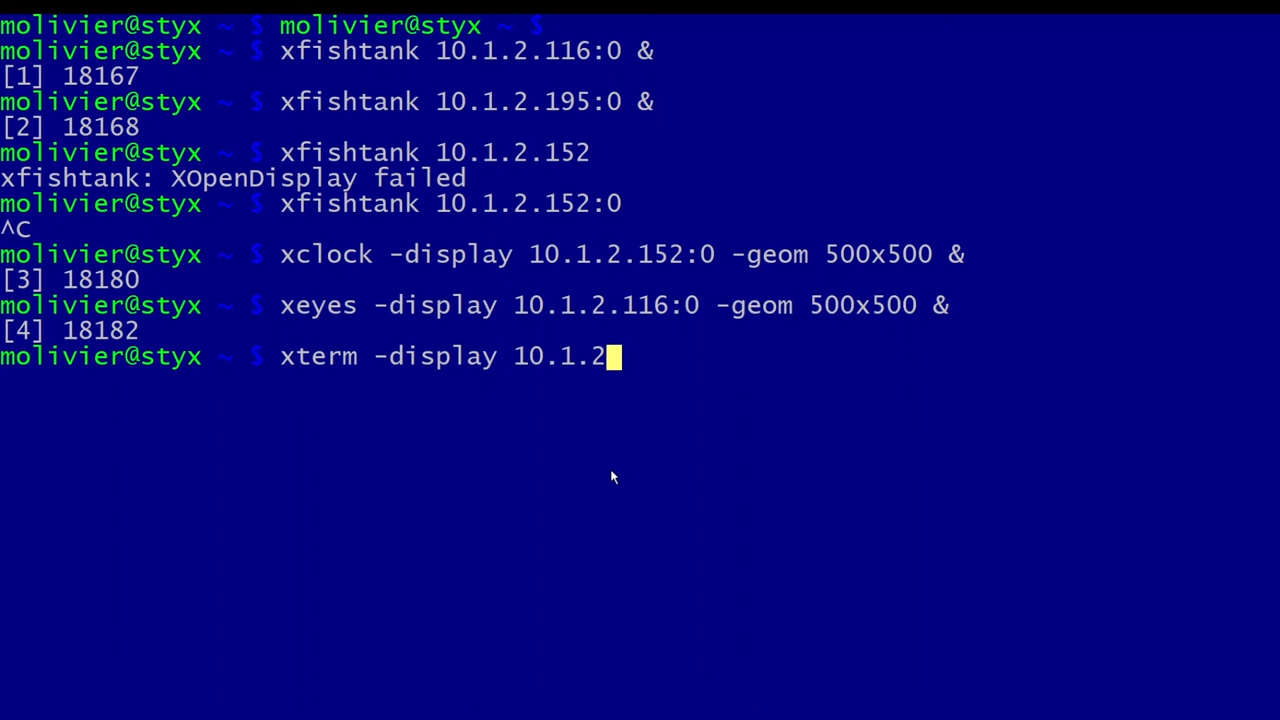 molivier@styx ~ $ molivier@styx ~ $
molivier@styx ~ $ xfishtank 10.1.2.116:0 &
[1] 18167
molivier@styx ~ $ xfishtank 10.1.2.195:0 &
[2] 18168
molivier@styx ~ $ xfishtank 10.1.2.152
xfishtank: XOpenDisplay failed
molivier@styx ~ $ xfishtank 10.1.2.152:0
^C
molivier@styx ~ $ xclock -display 10.1.2.152:0 -geom 500x500 &
[3] 18180
molivier@styx ~ $ xeyes -display 10.1.2.116:0 -geom 500x500 &
[4] 18182
molivier@styx ~ $ xterm -display 10.1.2